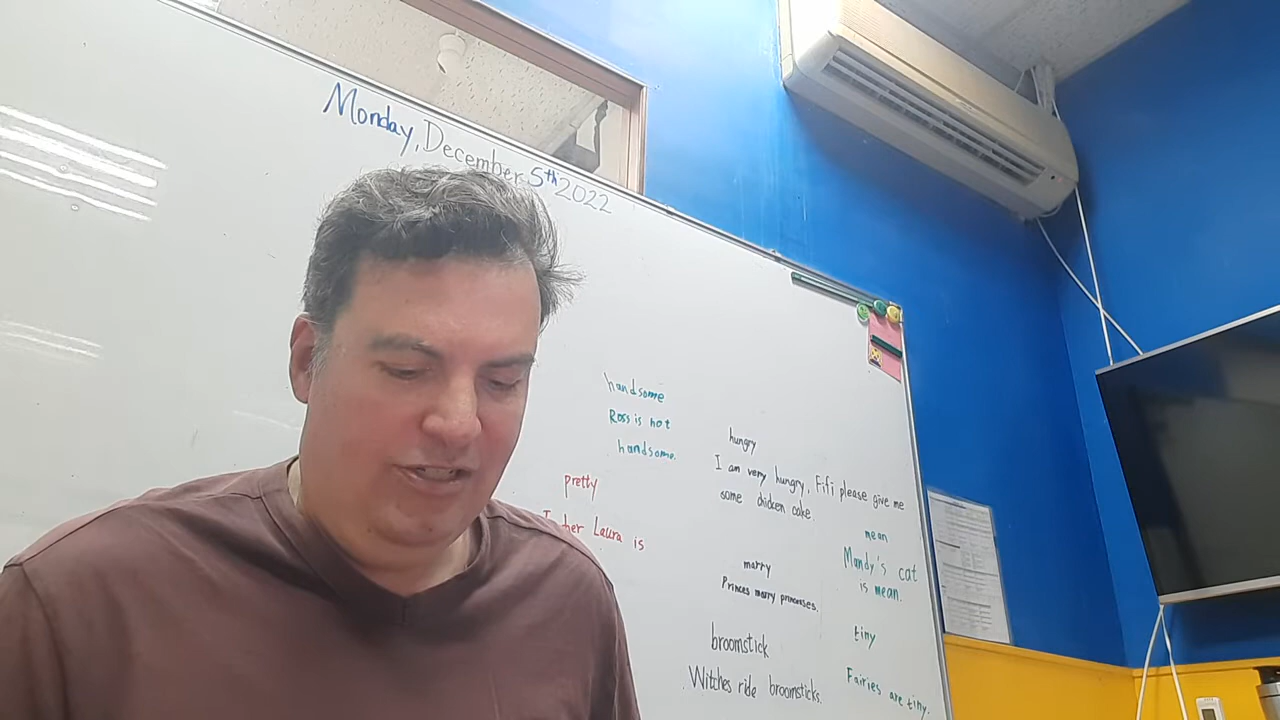 Monday, December 5th 2022
handsome
Ross is not
handsome.
pretty
her Laura is
hungry
I am very hungry, Fifi please give me
some chicken cake.
marry
Princes marry princesses.
broomstick
Witches ride broomsticks.
mean
Mandy's cat
is mean.
tiny
Fairies are tiny.